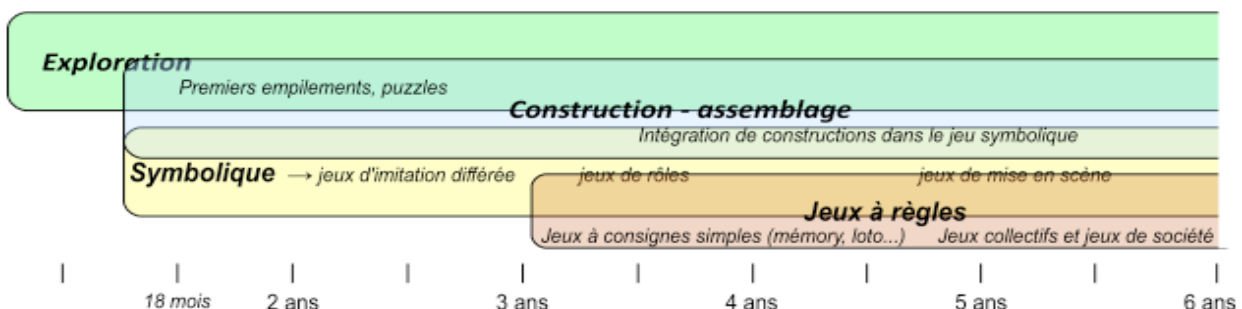 Exploration
Premiers empilements, puzzles
Construction - assemblage
Intégration de constructions dans le jeu symbolique
Symbolique → jeux d'imitation différée jeux de rôles jeux de mise en scène
Jeux à règles
Jeux à consignes simples (mémory, loto...) Jeux collectifs et jeux de société
18 mois 2 ans 3 ans 4 ans 5 ans 6 ans